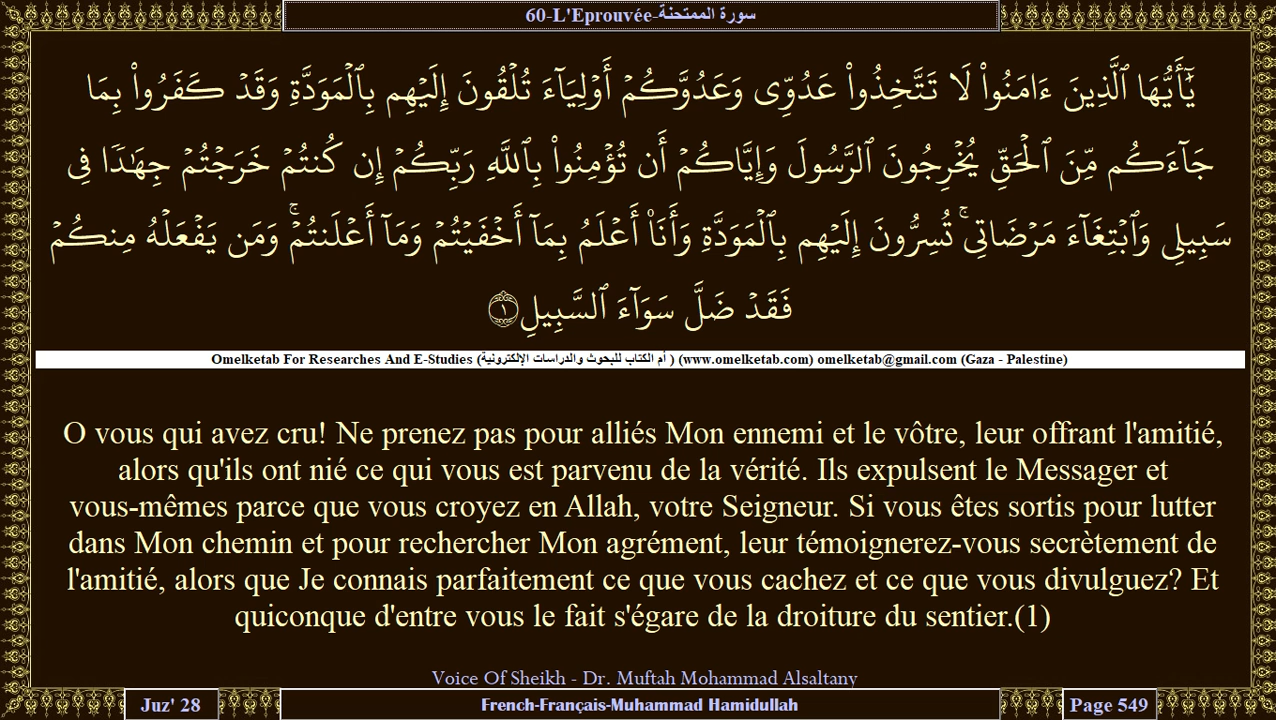 60-L'Eprouvée-سورة الممتحنة
يَٰٓأَيُّهَا ٱلَّذِينَ ءَامَنُوا۟ لَا تَتَّخِذُوا۟ عَدُوِّى وَعَدُوَّكُمْ أَوْلِيَآءَ تُلْقُونَ إِلَيْهِم بِٱلْمَوَدَّةِ وَقَدْ كَفَرُوا۟ بِمَا
جَآءَكُم مِّنَ ٱلْحَقِّ يُخْرِجُونَ ٱلرَّسُولَ وَإِيَّاكُمْ أَن تُؤْمِنُوا۟ بِٱللَّهِ رَبِّكُمْ إِن كُنتُمْ خَرَجْتُمْ جِهَٰدًا فِى
سَبِيلِى وَٱبْتِغَآءَ مَرْضَاتِى ۚ تُسِرُّونَ إِلَيْهِم بِٱلْمَوَدَّةِ وَأَنَا۠ أَعْلَمُ بِمَآ أَخْفَيْتُمْ وَمَآ أَعْلَنتُمْ ۚ وَمَن يَفْعَلْهُ مِنكُمْ
فَقَدْ ضَلَّ سَوَآءَ ٱلسَّبِيلِ ١
Omelketab For Researches And E-Studies (أم الكتاب للبحوث والدراسات الإلكترونية ) (www.omelketab.com) omelketab@gmail.com (Gaza - Palestine)
O vous qui avez cru! Ne prenez pas pour alliés Mon ennemi et le vôtre, leur offrant l'amitié,
alors qu'ils ont nié ce qui vous est parvenu de la vérité. Ils expulsent le Messager et
vous-mêmes parce que vous croyez en Allah, votre Seigneur. Si vous êtes sortis pour lutter
dans Mon chemin et pour rechercher Mon agrément, leur témoignerez-vous secrètement de
l'amitié, alors que Je connais parfaitement ce que vous cachez et ce que vous divulguez? Et
quiconque d'entre vous le fait s'égare de la droiture du sentier.(1)
Voice Of Sheikh - Dr. Muftah Mohammad Alsaltany
Juz' 28
French-Français-Muhammad Hamidullah
Page 549